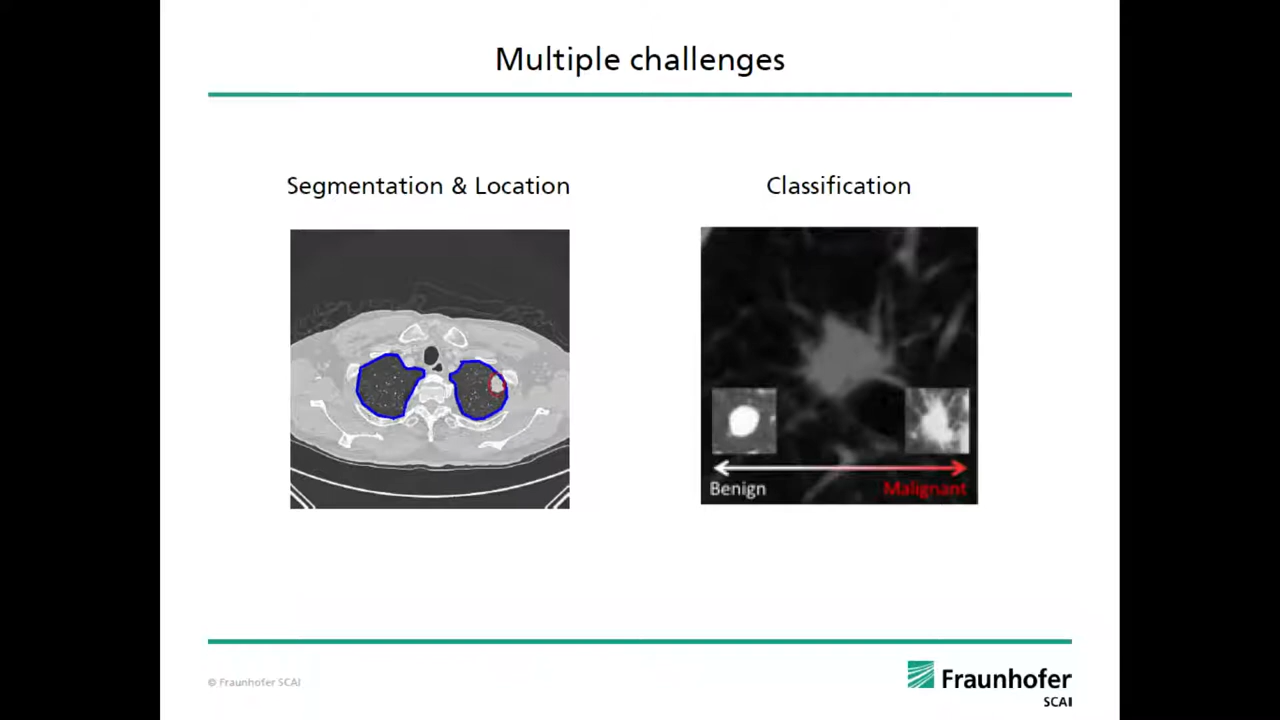 Multiple challenges
Segmentation & Location
Classification
Benign
Malignant
© Fraunhofer SCAI
Fraunhofer
SCAI